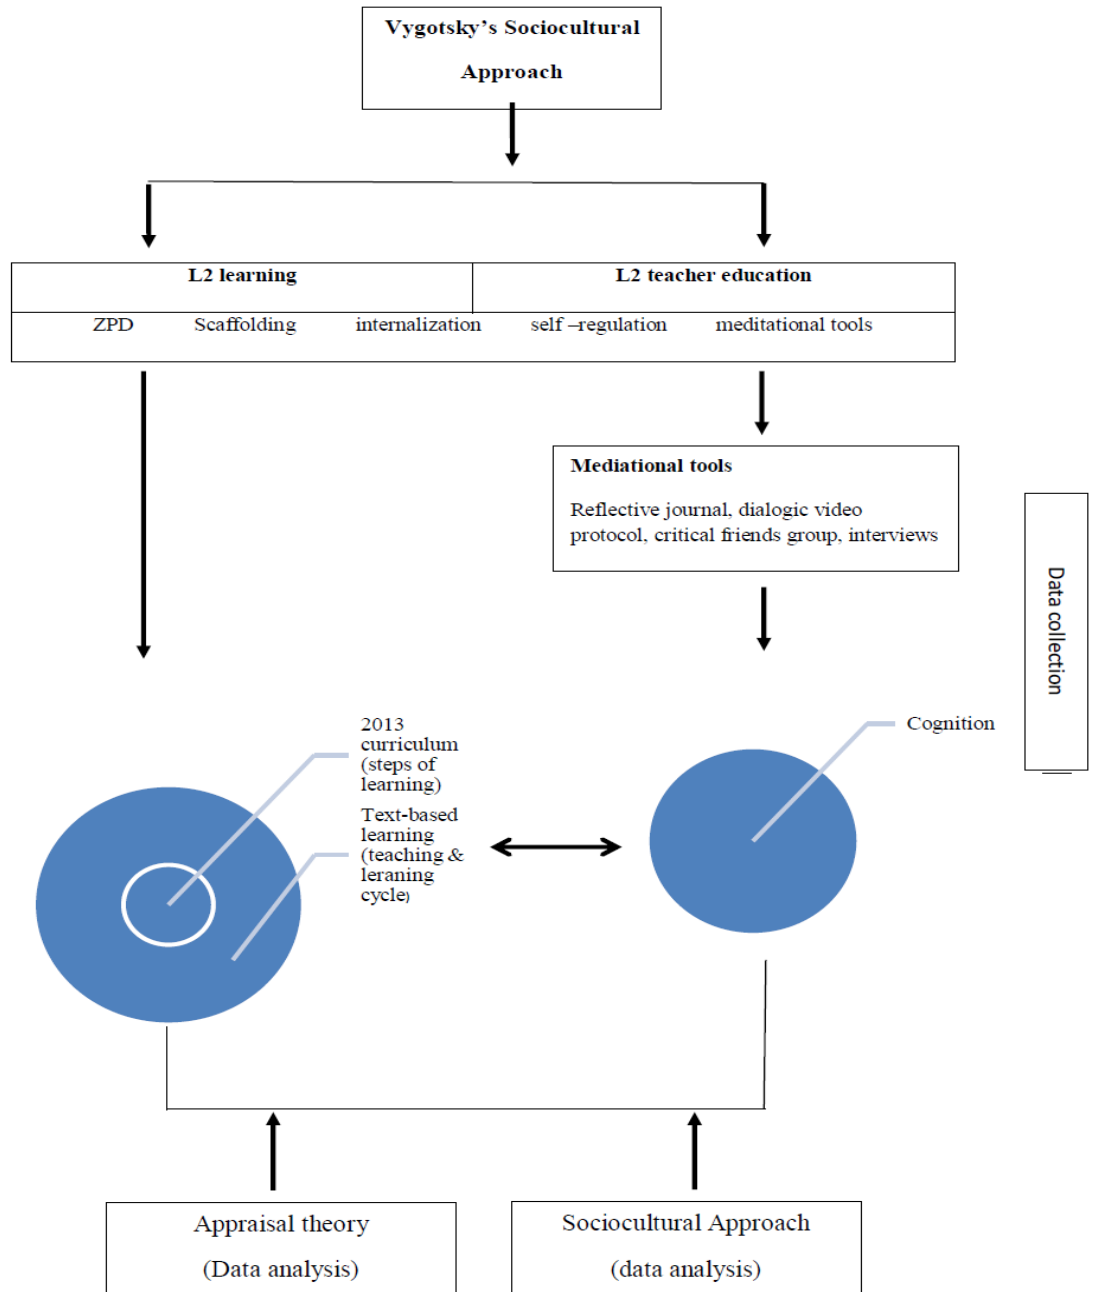 Vygotsky's Sociocultural
Approach
L2 learning
L2 teacher education
ZPD Scaffolding internalization self –regulation meditational tools
Mediational tools
Reflective journal, dialogic video
protocol, critical friends group, interviews
Data collection
2013
curriculum
(steps of
learning)
Text-based
learning
(teaching &
leraning
cycle)
Cognition
Appraisal theory
(Data analysis)
Sociocultural Approach
(data analysis)